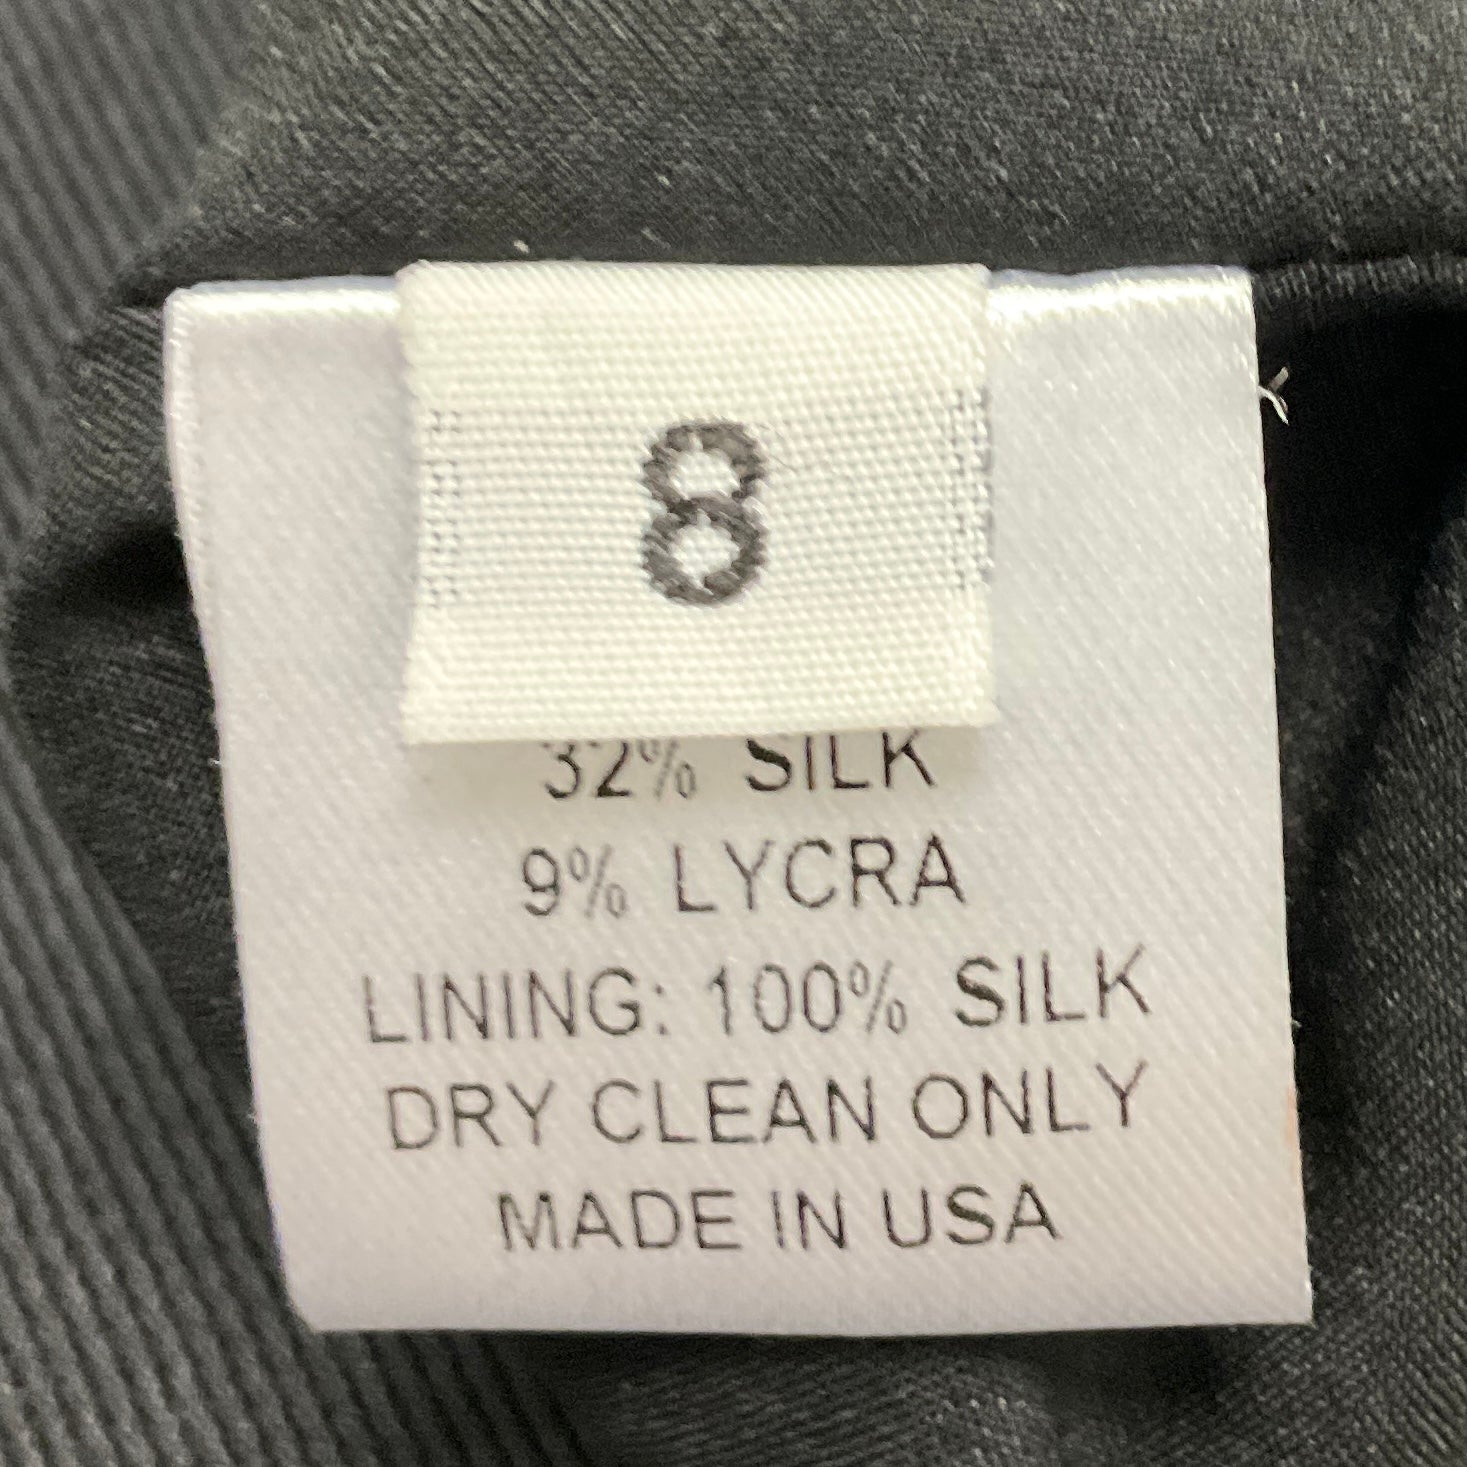 8
32% SILK
9% LYCRA
LINING: 100% SILK
DRY CLEAN ONLY
MADE IN USA